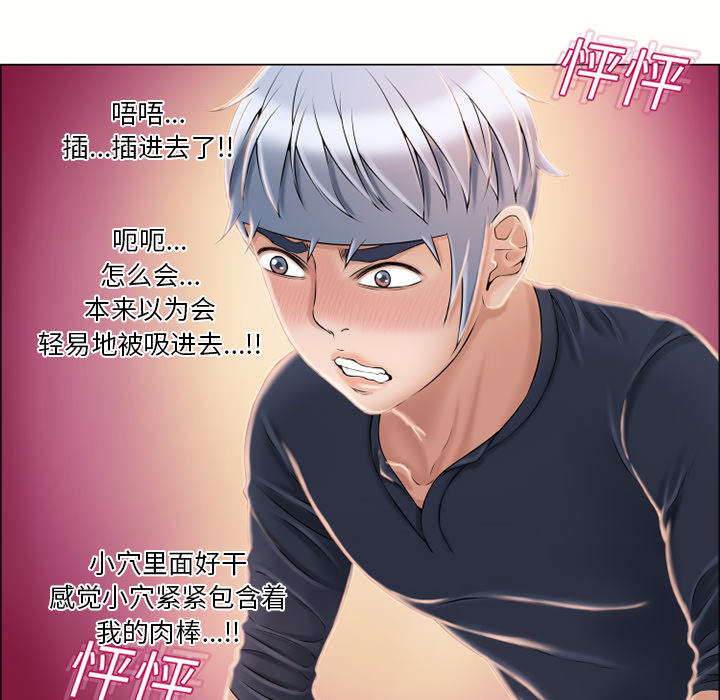 怦怦
唔唔...
插...插进去了!!
呃呃...
怎么会...
本来以为会
轻易地被吸进去...!!
小穴里面好干
感觉小穴紧紧包含着
我的肉棒...!!
怦怦